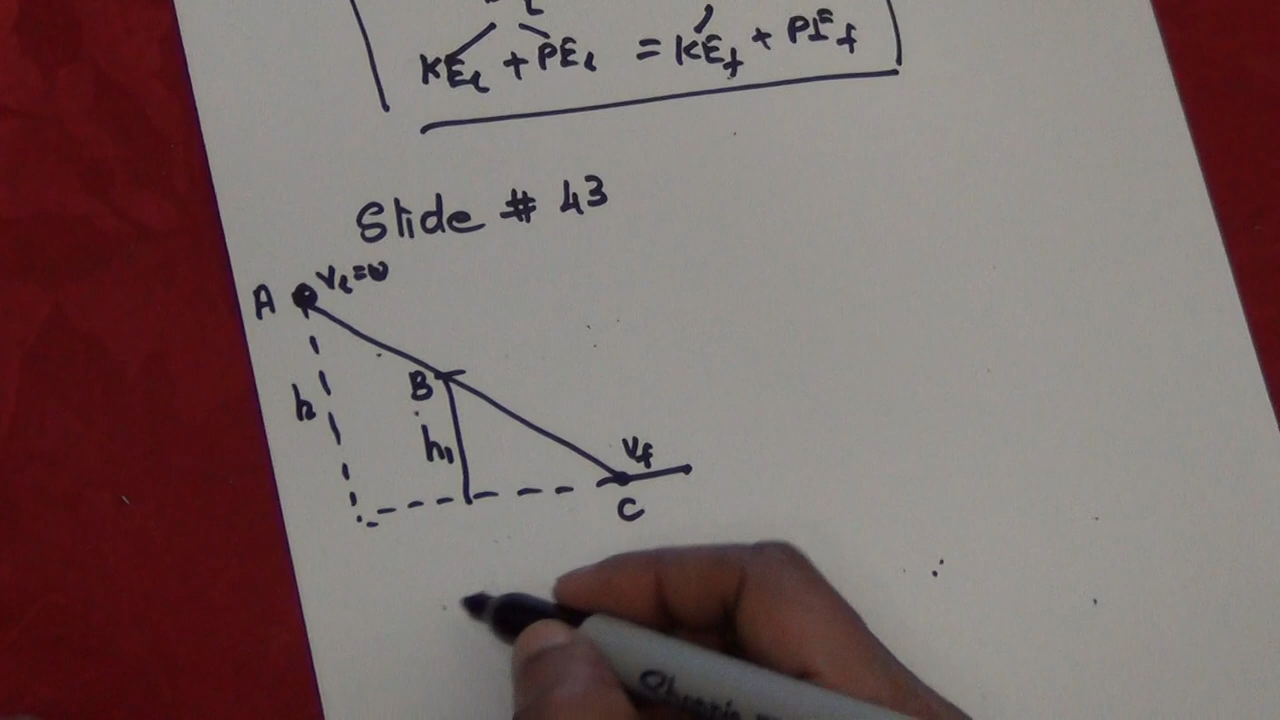 KEi + PEi = KEf + PEf
Slide # 43
A Vi=0
h
B
h1
Vf
C